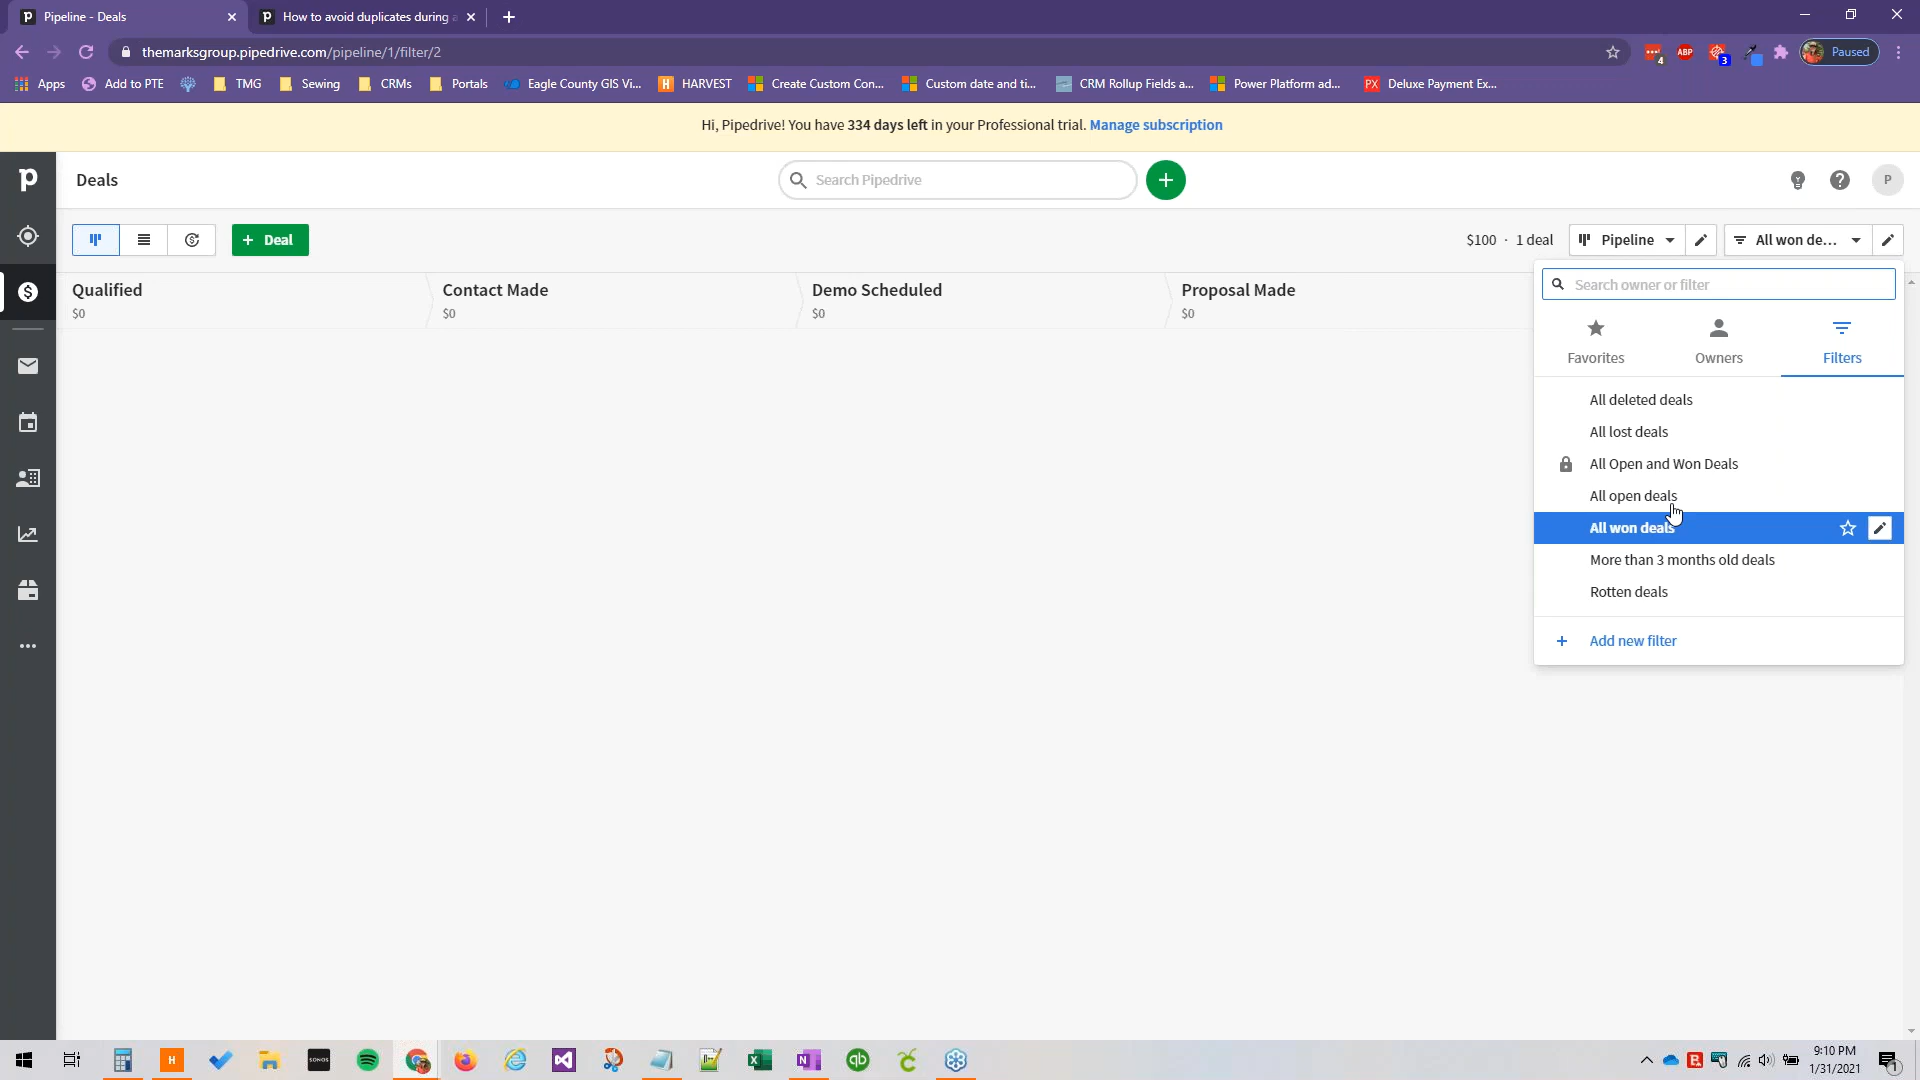 Pipeline - Deals
How to avoid duplicates during a
themarksgroup.pipedrive.com/pipeline/1/filter/2
4
ABP
3
Paused
Apps
Add to PTE
TMG
Sewing
CRMs
Portals
Eagle County GIS Vi...
HARVEST
Create Custom Con...
Custom date and ti...
CRM Rollup Fields a...
Power Platform ad...
PX
Deluxe Payment Ex...
Hi, Pipedrive! You have 334 days left in your Professional trial. Manage subscription
Deals
Search Pipedrive
P
+ Deal
$100 · 1 deal
Pipeline
All won de...
Qualified
$0
Contact Made
$0
Demo Scheduled
$0
Proposal Made
$0
Search owner or filter
Favorites
Owners
Filters
All deleted deals
All lost deals
All Open and Won Deals
All open deals
All won deals
More than 3 months old deals
Rotten deals
+ Add new filter
SONOS
9:10 PM
1/31/2021
1